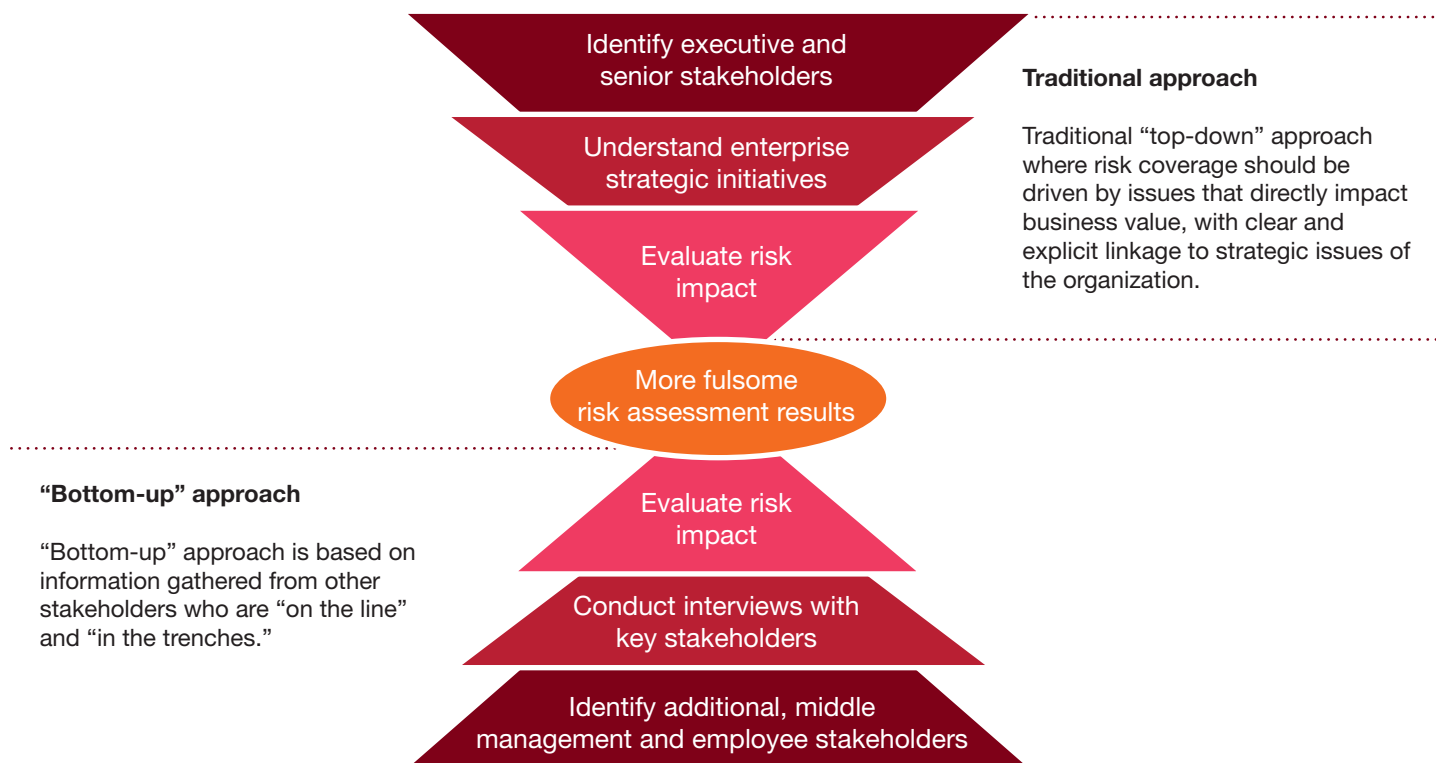 Identify executive and
senior stakeholders
Traditional approach
Traditional “top-down” approach
where risk coverage should be
driven by issues that directly impact
business value, with clear and
explicit linkage to strategic issues of
the organization.
Understand enterprise
strategic initiatives
Evaluate risk
impact
More fulsome
risk assessment results
“Bottom-up” approach
“Bottom-up” approach is based on
information gathered from other
stakeholders who are “on the line”
and “in the trenches.”
Evaluate risk
impact
Conduct interviews with
key stakeholders
Identify additional, middle
management and employee stakeholders